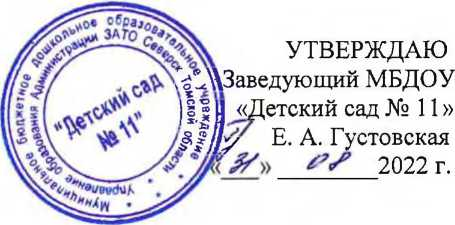 УТВЕРЖДАЮ
Заведующий МБДОУ
«Детский сад № 11»
Е. А. Густовская
«31» 08 2022 г.
Муниципальное бюджетное дошкольное образовательное учреждение
Управление образования Администрации ЗАТО Северск Томской области
"Детский сад
№ 11"